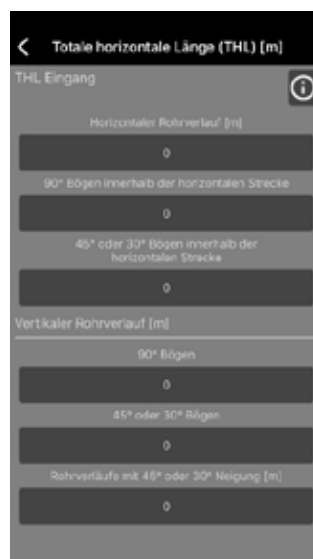 Totale horizontale Länge (THL) [m]
THL Eingang
Horizontaler Rohrverlauf [m]
0
90° Bögen innerhalb der horizontalen Strecke
0
45° oder 30° Bögen innerhalb der
horizontalen Strecke
0
Vertikaler Rohrverlauf [m]
90° Bögen
0
45° oder 30° Bögen
0
Rohrverläufe mit 45° oder 30° Neigung [m]
0